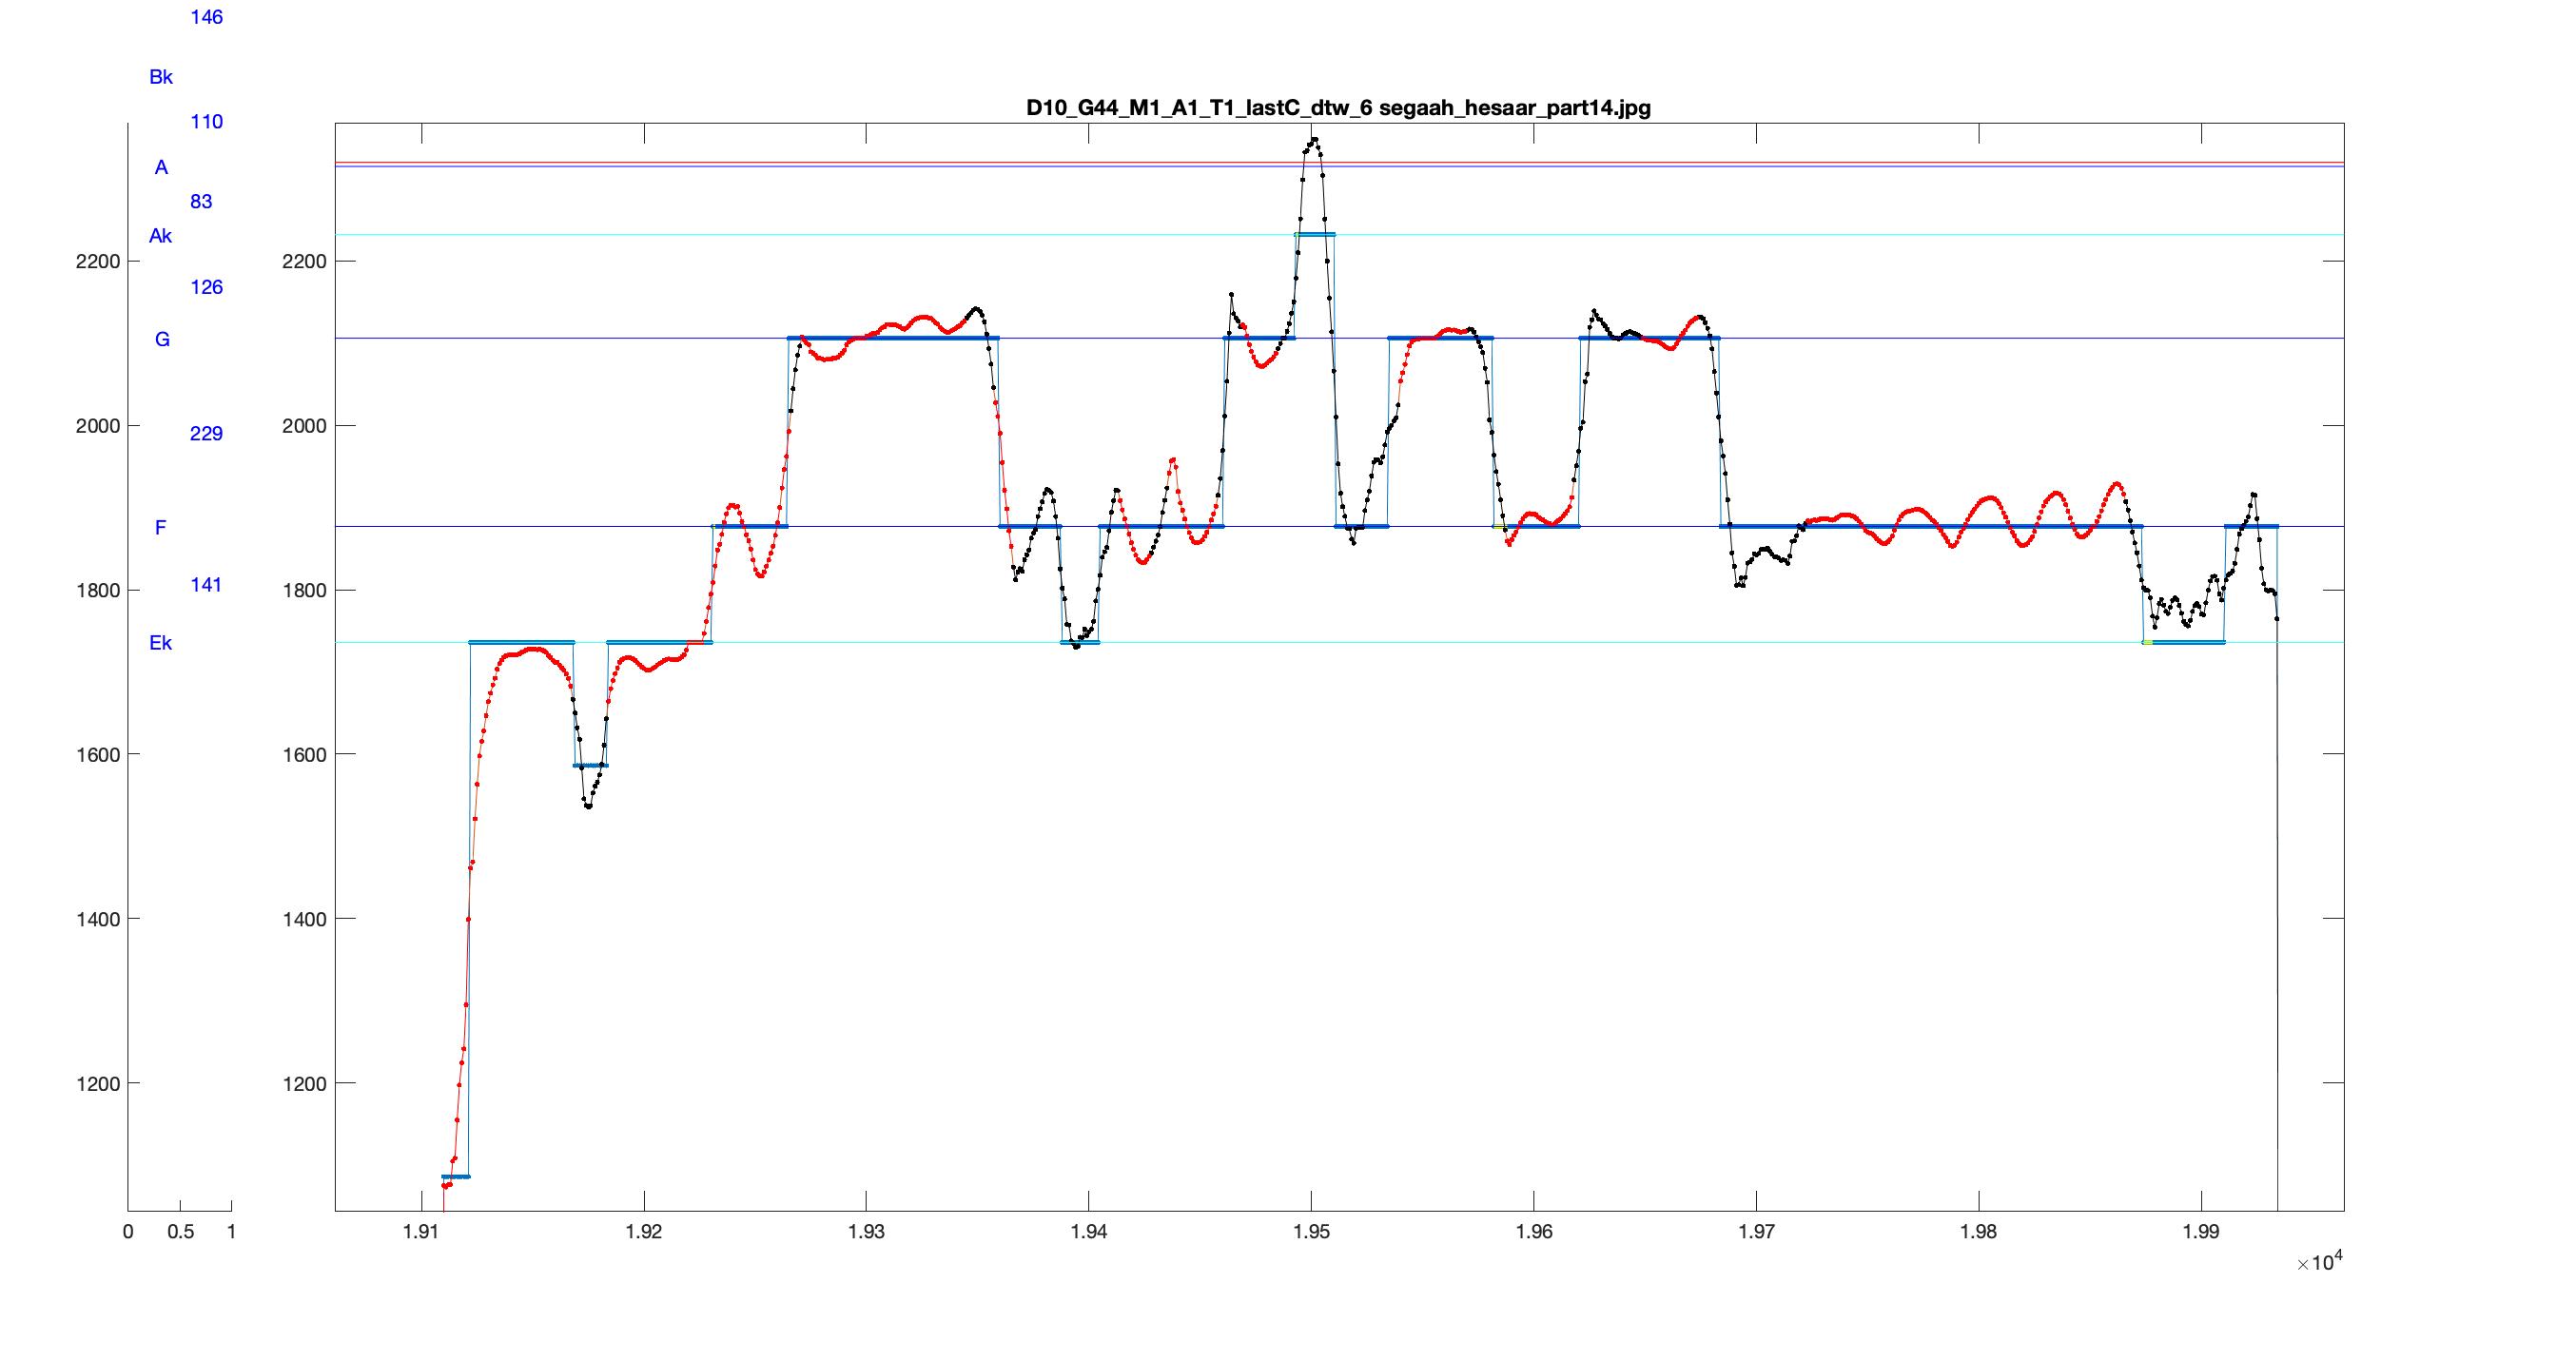 146
Bk
D10_G44_M1_A1_T1_lastC_dtw_6 segaah_hesaar_part14.jpg
110
A
83
Ak
2200 2200
126
G
2000 229 2000
F
1800 141 1800
Ek
1600 1600
1400 1400
1200 1200
0 0.5 1 1.91 1.92 1.93 1.94 1.95 1.96 1.97 1.98 1.99
×10^4